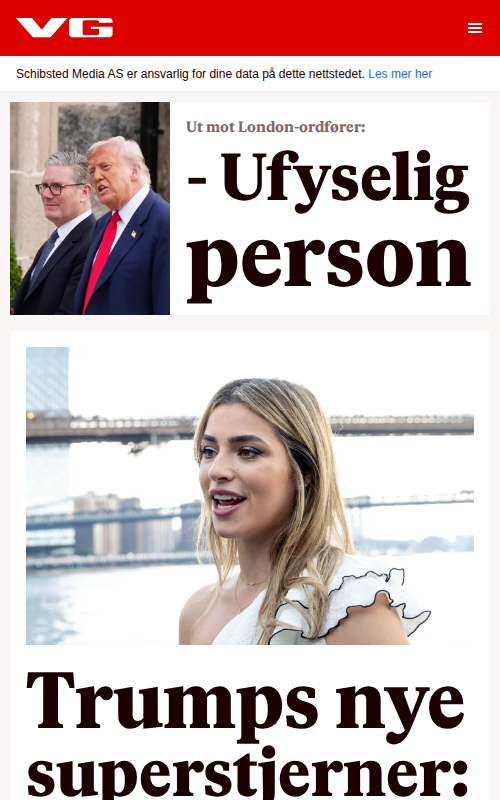 VG
Schibsted Media AS er ansvarlig for dine data på dette nettstedet. Les mer her
Ut mot London-ordfører:
- Ufyselig
person
Trumps nye
superstjerner: